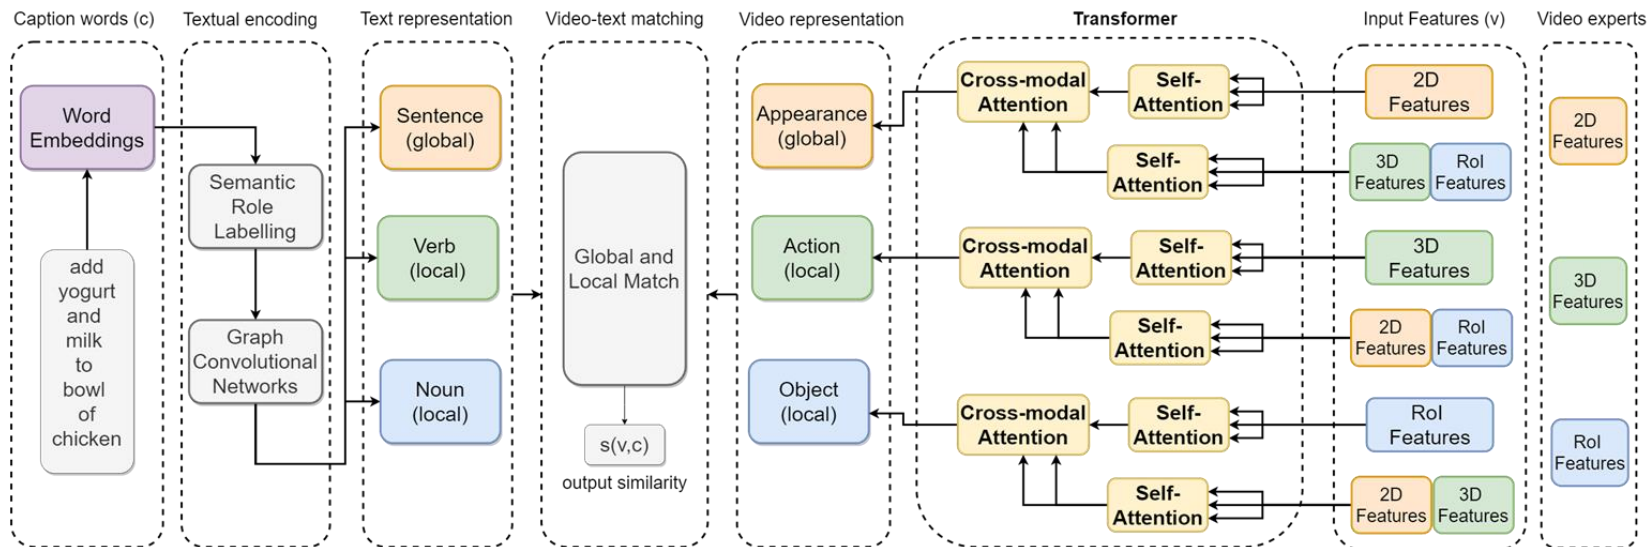 Caption words (c)
Textual encoding
Text representation
Video-text matching
Video representation
Transformer
Input Features (v)
Video experts
Word
Embeddings
add
yogurt
and
milk
to
bowl
of
chicken
Semantic
Role
Labelling
Graph
Convolutional
Networks
Sentence
(global)
Verb
(local)
Noun
(local)
Global and
Local Match
s(v,c)
output similarity
Appearance
(global)
Action
(local)
Object
(local)
Cross-modal
Attention
Self-
Attention
Self-
Attention
Cross-modal
Attention
Self-
Attention
Self-
Attention
Cross-modal
Attention
Self-
Attention
Self-
Attention
2D
Features
3D
Features
RoI
Features
3D
Features
2D
Features
RoI
Features
RoI
Features
2D
Features
3D
Features
2D
Features
3D
Features
RoI
Features